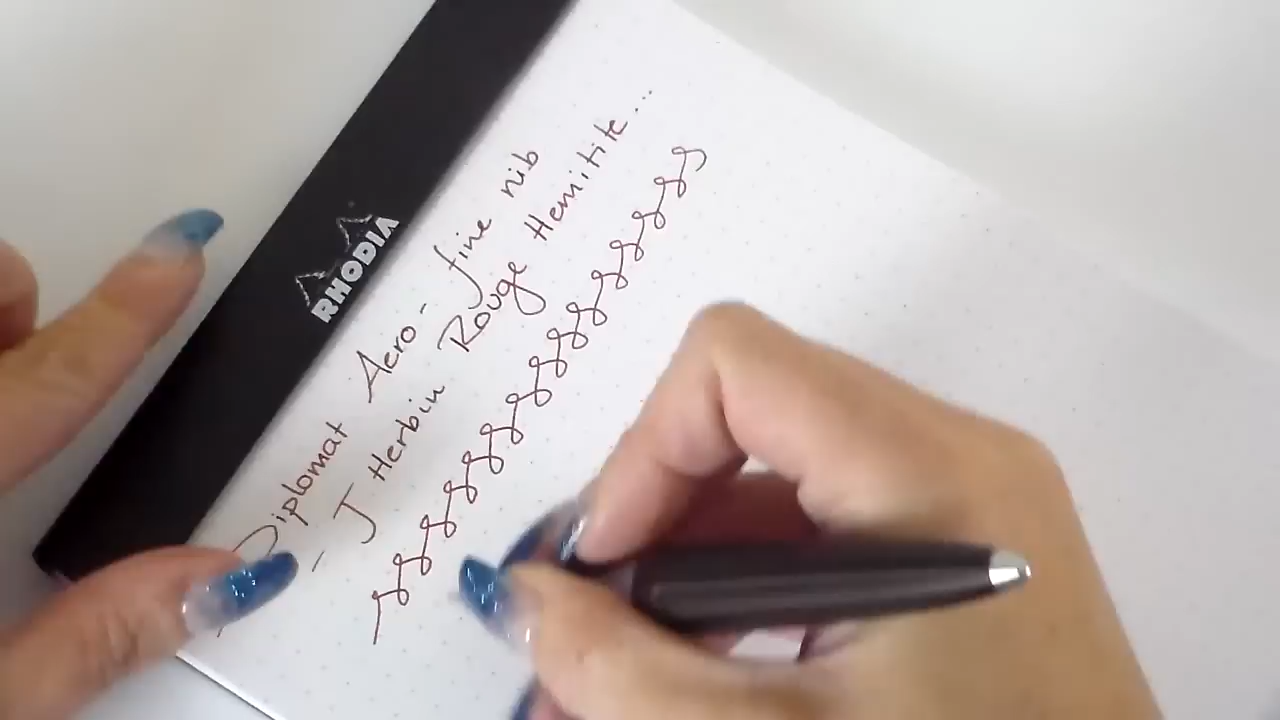 RHODIA
Diplomat Aero - fine nib
- J Herbin Rouge Hemitite...